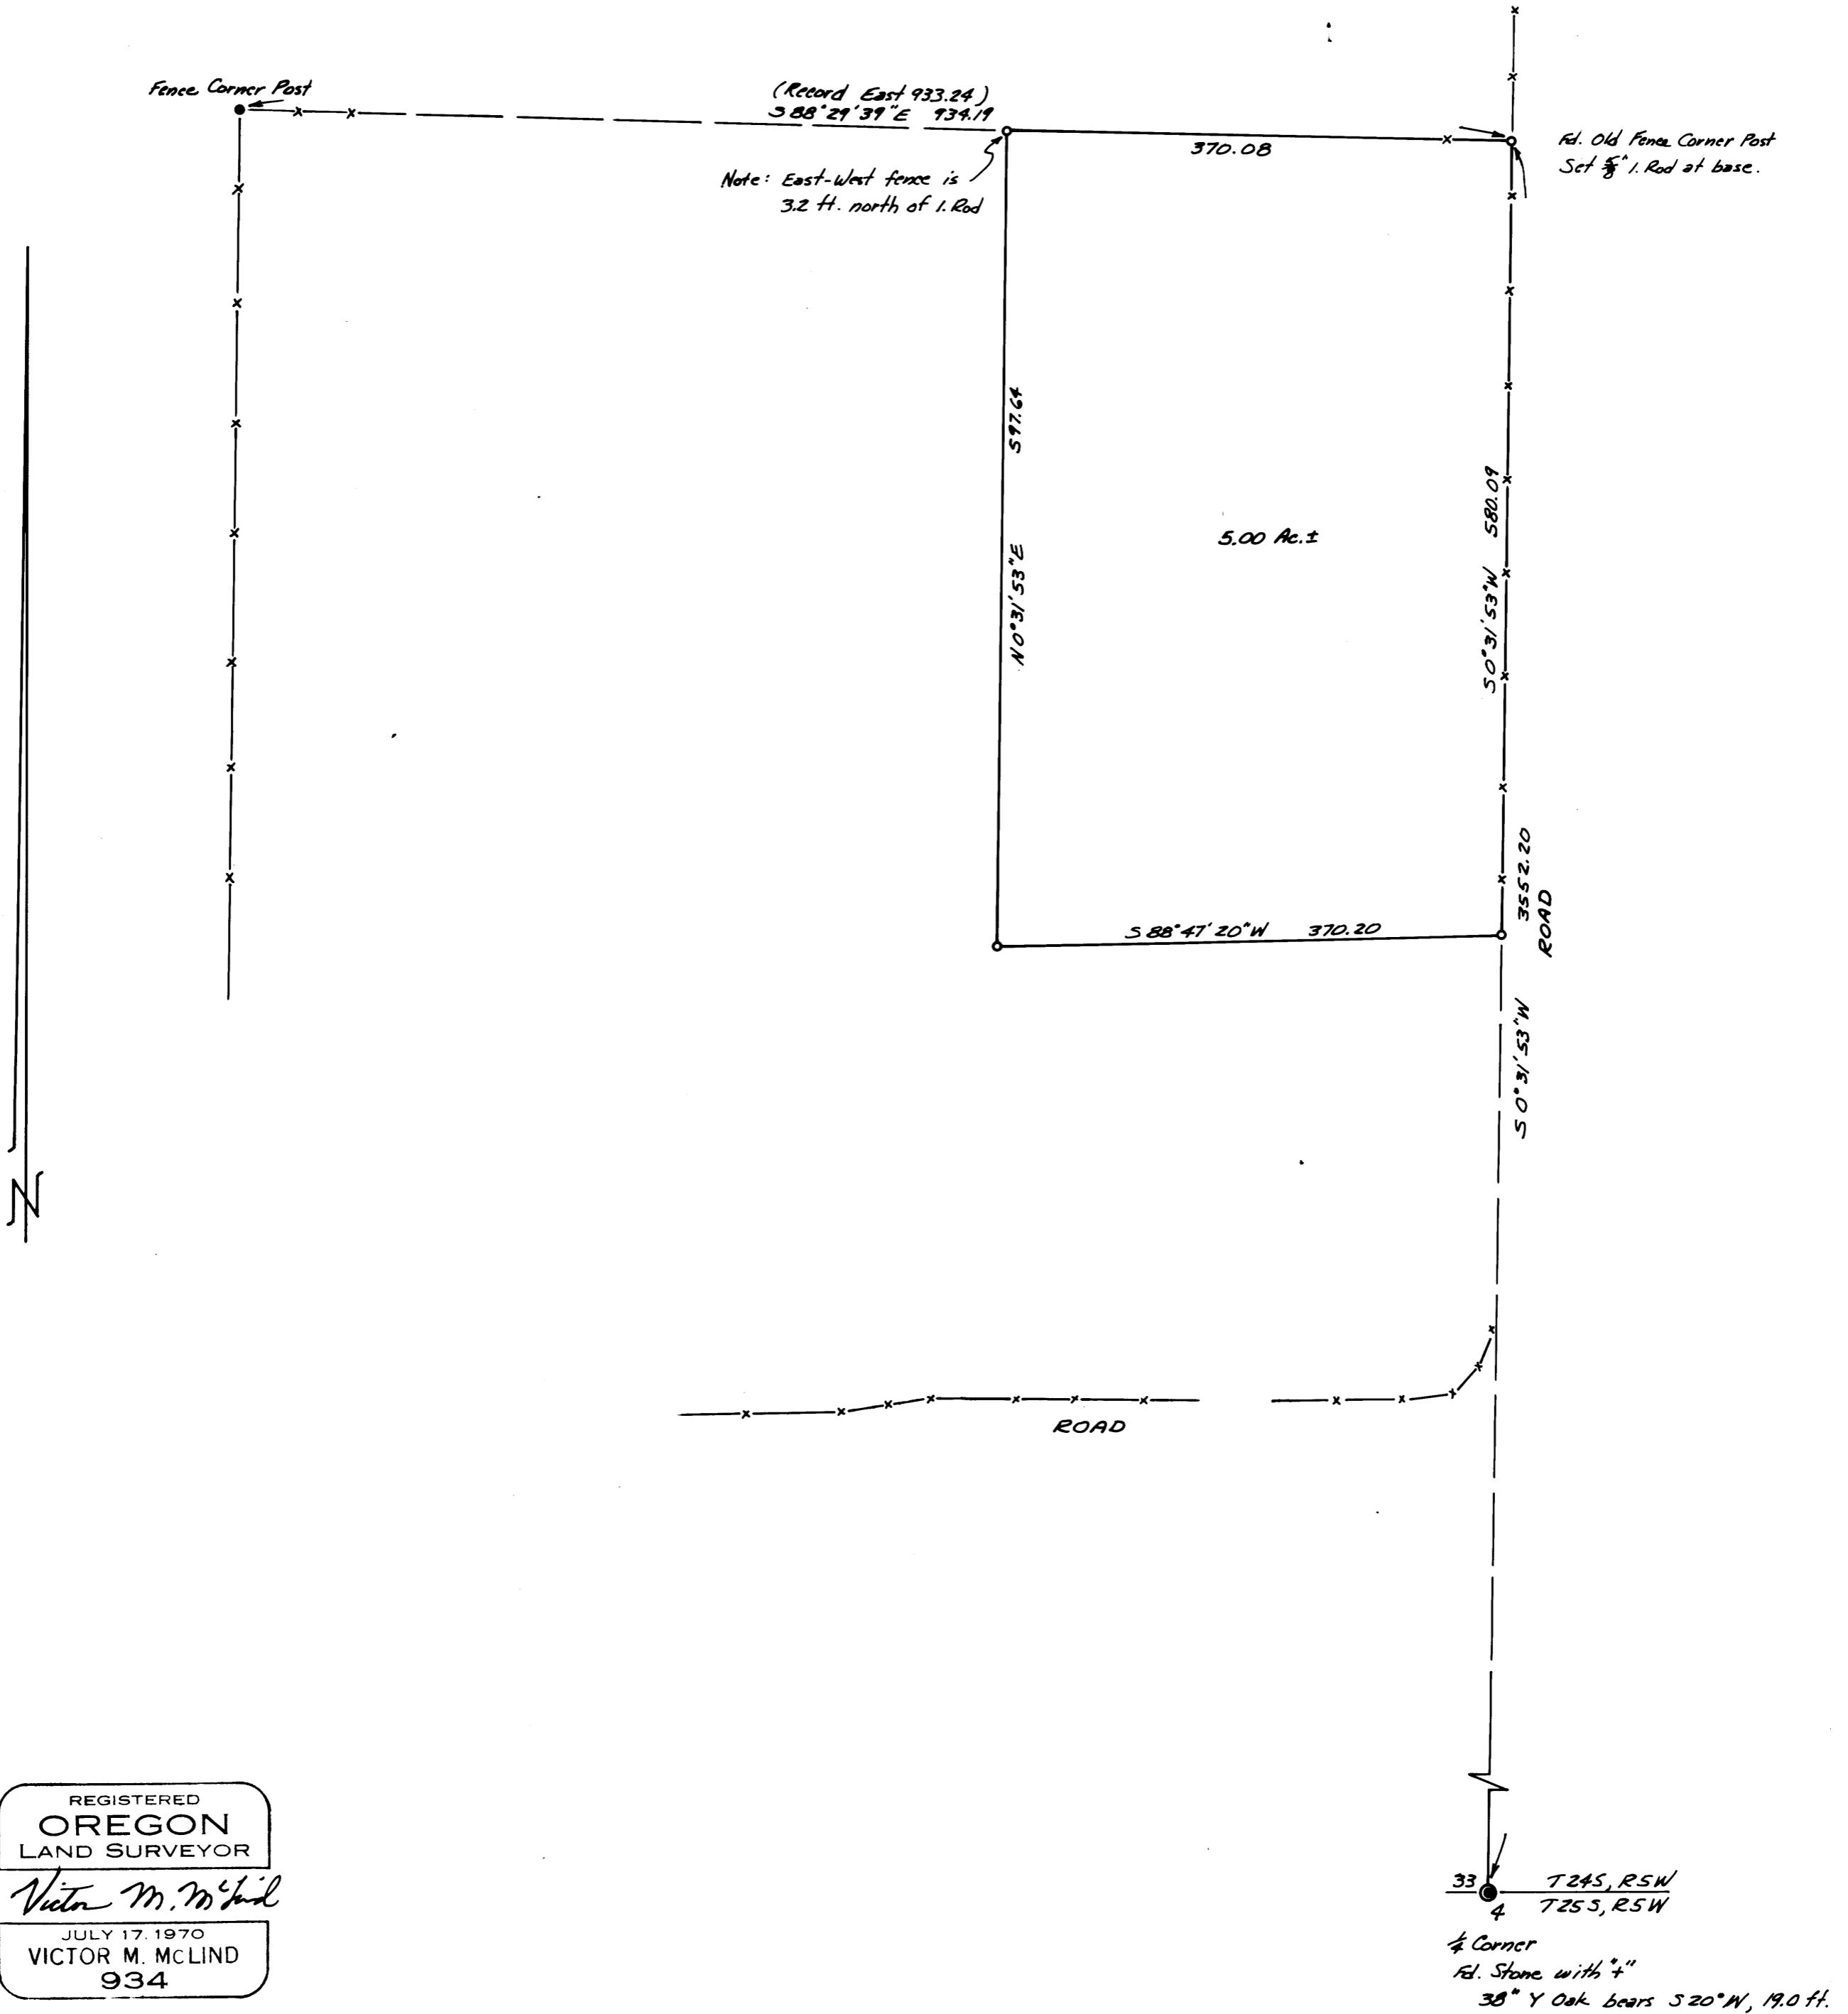 Fence Corner Post
(Record East 933.24)
S 88°29'39"E 934.19
370.08
Fd. Old Fence Corner Post
Set 5/8" I. Rod at base.
Note: East-West fence is
3.2 ft. north of I. Rod
N 0°31'53"E 597.64
5.00 Ac.±
S 0°31'53"W 580.09
3552.20
ROAD
S 88°47'20"W 370.20
S 0°31'53"W
N
ROAD
REGISTERED
OREGON
LAND SURVEYOR
Victor M. McLind
JULY 17, 1970
VICTOR M. McLIND
934
33 T24S, R5W
4 T25S, R5W
1/4 Corner
Fd. Stone with "+"
38" Y Oak bears S 20° W, 19.0 ft.